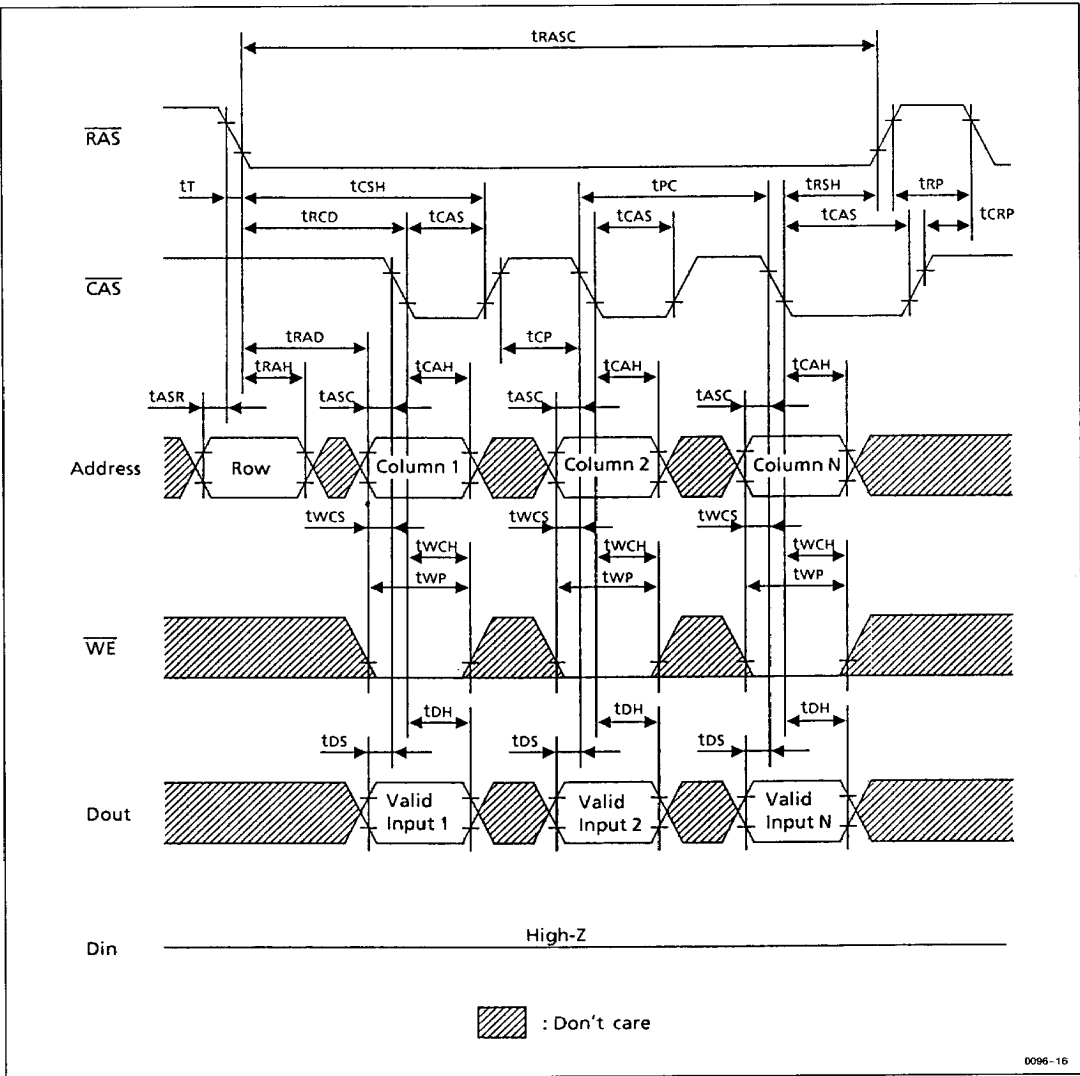 tRASC
RAS
tT
tCSH
tPC
tRSH
tRP
tRCD
tCAS
tCAS
tCAS
tCRP
CAS
tRAD
tCP
tRAH
tCAH
tCAH
tCAH
tASR
tASC
tASC
tASC
Address
Row
Column 1
Column 2
Column N
tWCS
tWCS
tWCS
tWCH
tWCH
tWCH
tWP
tWP
tWP
WE
tDH
tDH
tDH
tDS
tDS
tDS
Dout
Valid
Input 1
Valid
Input 2
Valid
Input N
Din
High-Z
: Don't care
0096-16